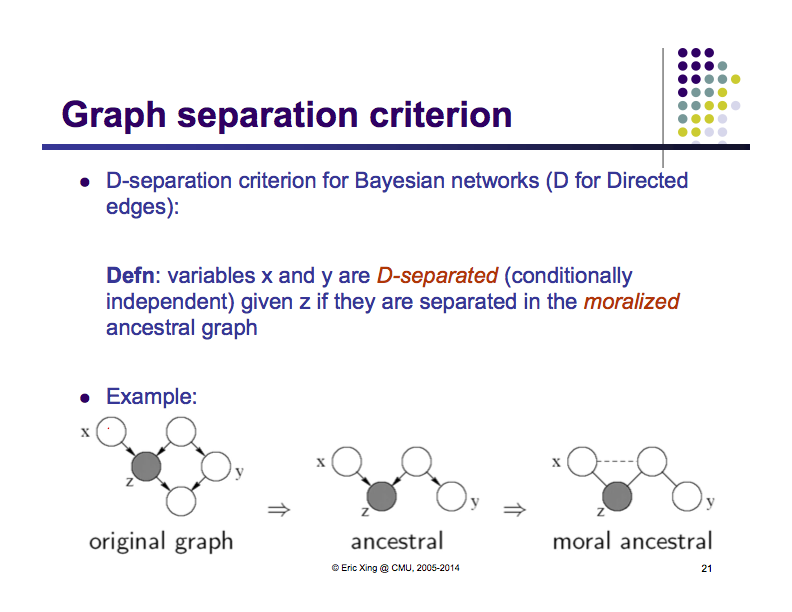 Graph separation criterion
● D-separation criterion for Bayesian networks (D for Directed
edges):
Defn: variables x and y are D-separated (conditionally
independent) given z if they are separated in the moralized
ancestral graph
● Example:
x
z
y
original graph
⇒
x
z
y
ancestral
⇒
x
z
y
moral ancestral
© Eric Xing @ CMU, 2005-2014
21